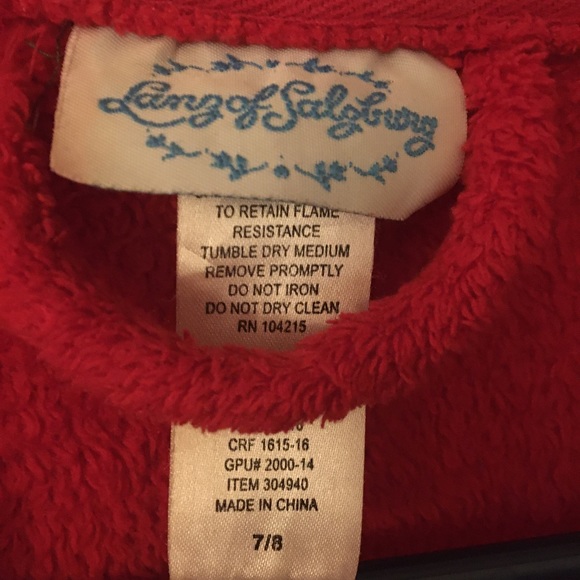 Lanz of Salzburg
TO RETAIN FLAME
RESISTANCE
TUMBLE DRY MEDIUM
REMOVE PROMPTLY
DO NOT IRON
DO NOT DRY CLEAN
RN 104215
CRF 1615-16
GPU# 2000-14
ITEM 304940
MADE IN CHINA
7/8